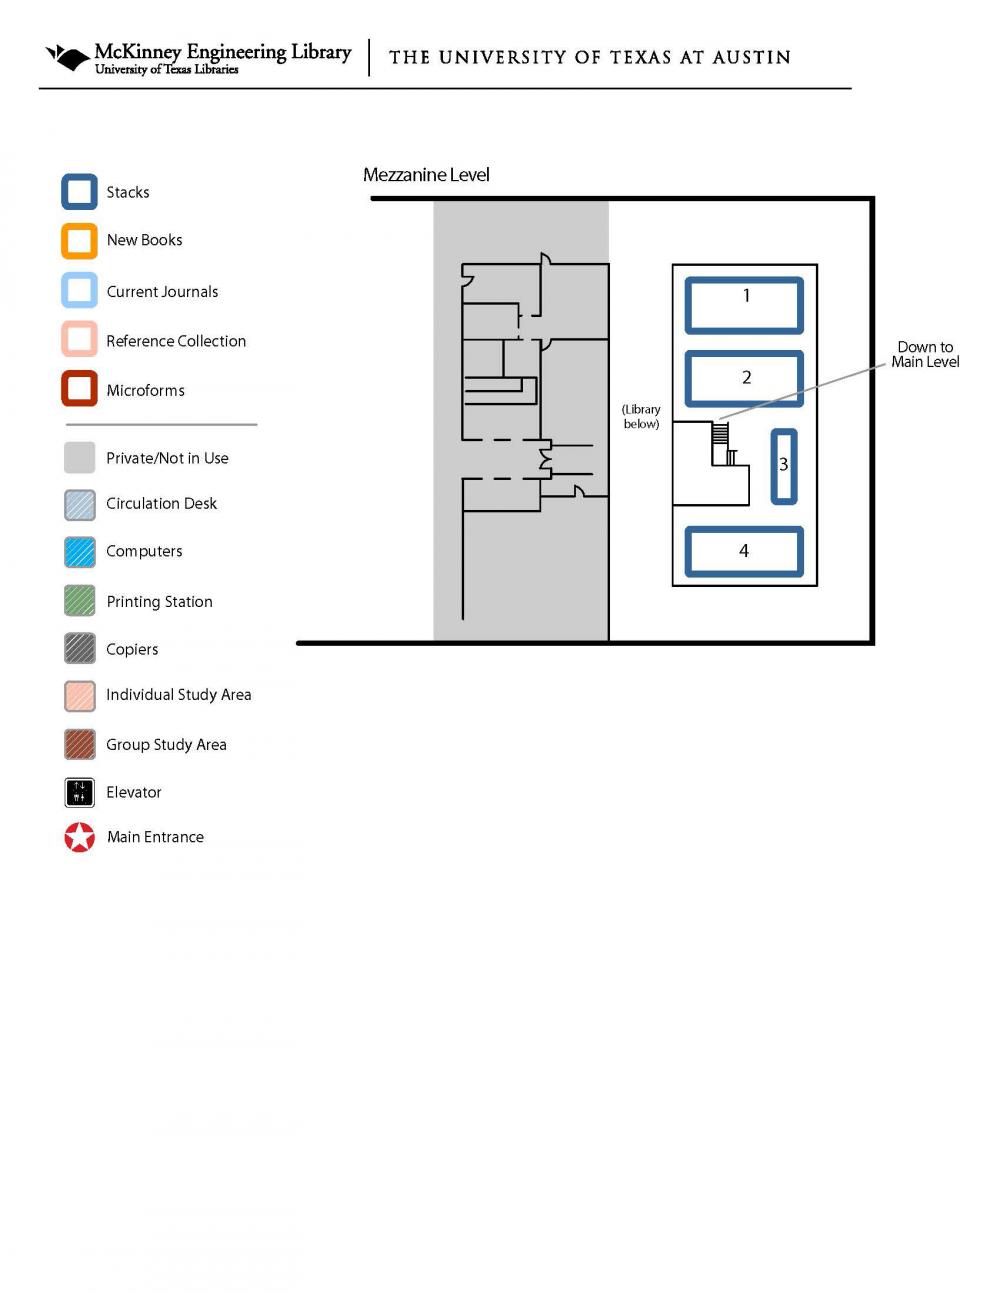 McKinney Engineering Library
University of Texas Libraries
THE UNIVERSITY OF TEXAS AT AUSTIN
Stacks
New Books
Current Journals
Reference Collection
Microforms
Private/Not in Use
Circulation Desk
Computers
Printing Station
Copiers
Individual Study Area
Group Study Area
Elevator
Main Entrance
Mezzanine Level
(Library
below)
1
2
3
4
Down to
Main Level